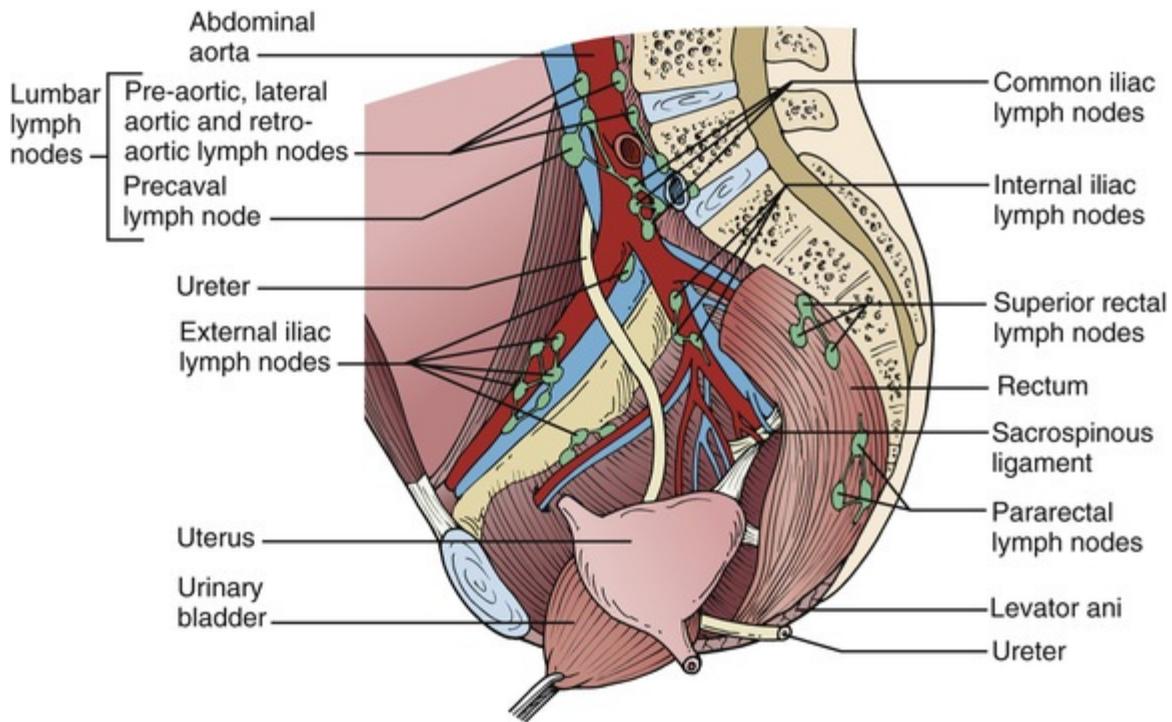 Abdominal
aorta
Lumbar
lymph
nodes
Pre-aortic, lateral
aortic and retro-
aortic lymph nodes
Precaval
lymph node
Ureter
External iliac
lymph nodes
Uterus
Urinary
bladder
Common iliac
lymph nodes
Internal iliac
lymph nodes
Superior rectal
lymph nodes
Rectum
Sacrospinous
ligament
Pararectal
lymph nodes
Levator ani
Ureter